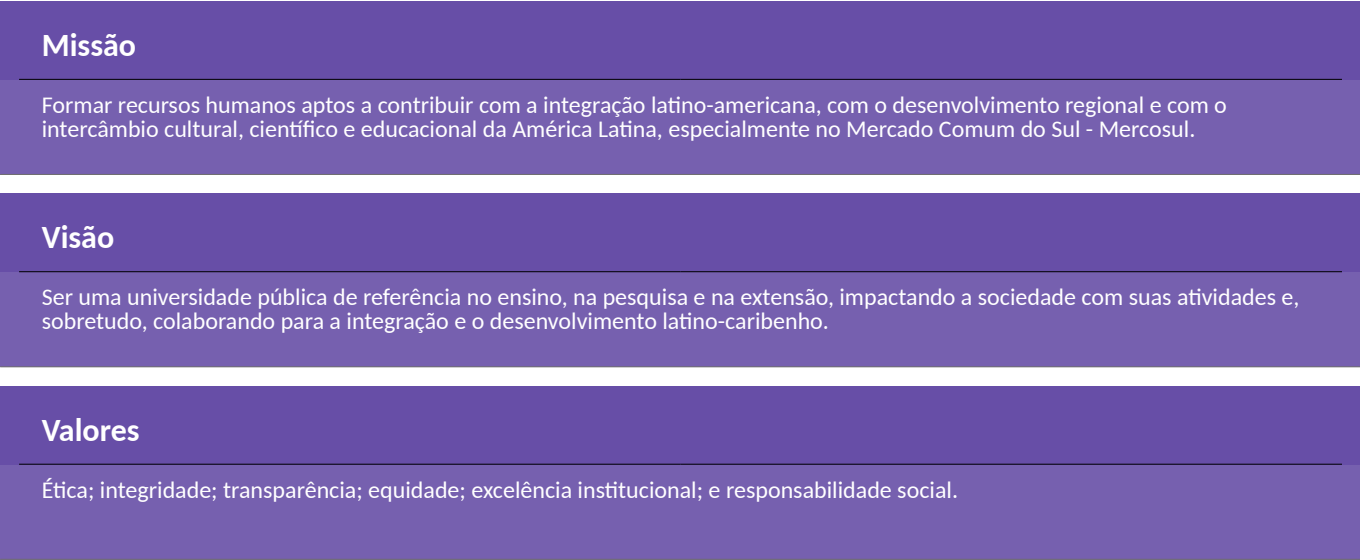 Missão
Formar recursos humanos aptos a contribuir com a integração latino-americana, com o desenvolvimento regional e com o
intercâmbio cultural, científico e educacional da América Latina, especialmente no Mercado Comum do Sul - Mercosul.
Visão
Ser uma universidade pública de referência no ensino, na pesquisa e na extensão, impactando a sociedade com suas atividades e,
sobretudo, colaborando para a integração e o desenvolvimento latino-caribenho.
Valores
Ética; integridade; transparência; equidade; excelência institucional; e responsabilidade social.